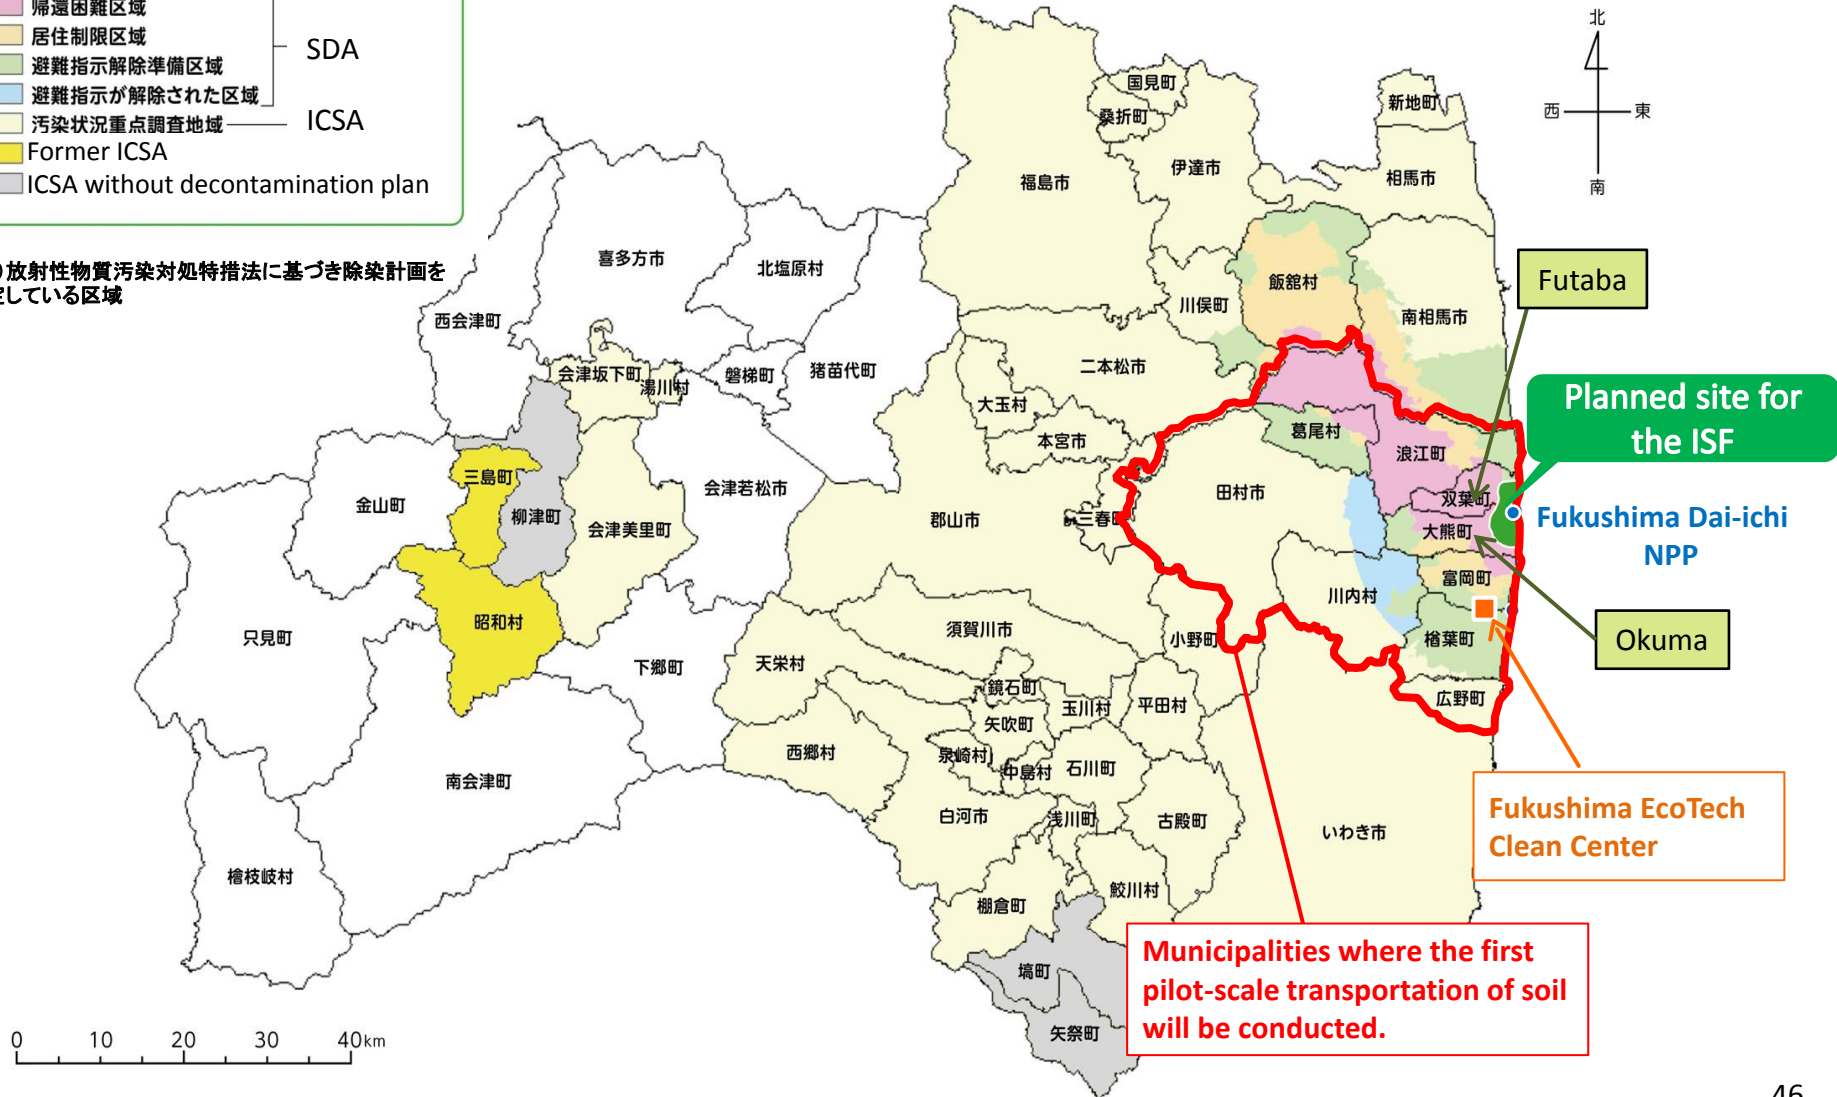 帰還困難区域
居住制限区域
SDA
避難指示解除準備区域
避難指示が解除された区域
汚染状況重点調査地域
ICSA
Former ICSA
ICSA without decontamination plan
)放射性物質汚染対処特措法に基づき除染計画を
定している区域
北
西
東
南
国見町
桑折町
新地町
伊達市
福島市
相馬市
喜多方市
北塩原村
飯舘村
Futaba
川俣町
南相馬市
西会津町
二本松市
会津坂下町
湯川村
磐梯町
猪苗代町
大玉村
Planned site for
the ISF
本宮市
葛尾村
浪江町
三島町
会津若松市
田村市
双葉町
金山町
柳津町
会津美里町
郡山市
三春町
大熊町
Fukushima Dai-ichi
NPP
富岡町
川内村
昭和村
只見町
須賀川市
小野町
楢葉町
Okuma
下郷町
天栄村
鏡石町
玉川村
平田村
広野町
矢吹町
西郷村
泉崎村
中島村
石川町
南会津町
白河市
浅川町
古殿町
いわき市
Fukushima EcoTech
Clean Center
檜枝岐村
鮫川村
棚倉町
Municipalities where the first
pilot-scale transportation of soil
will be conducted.
塙町
矢祭町
0 10 20 30 40km
46